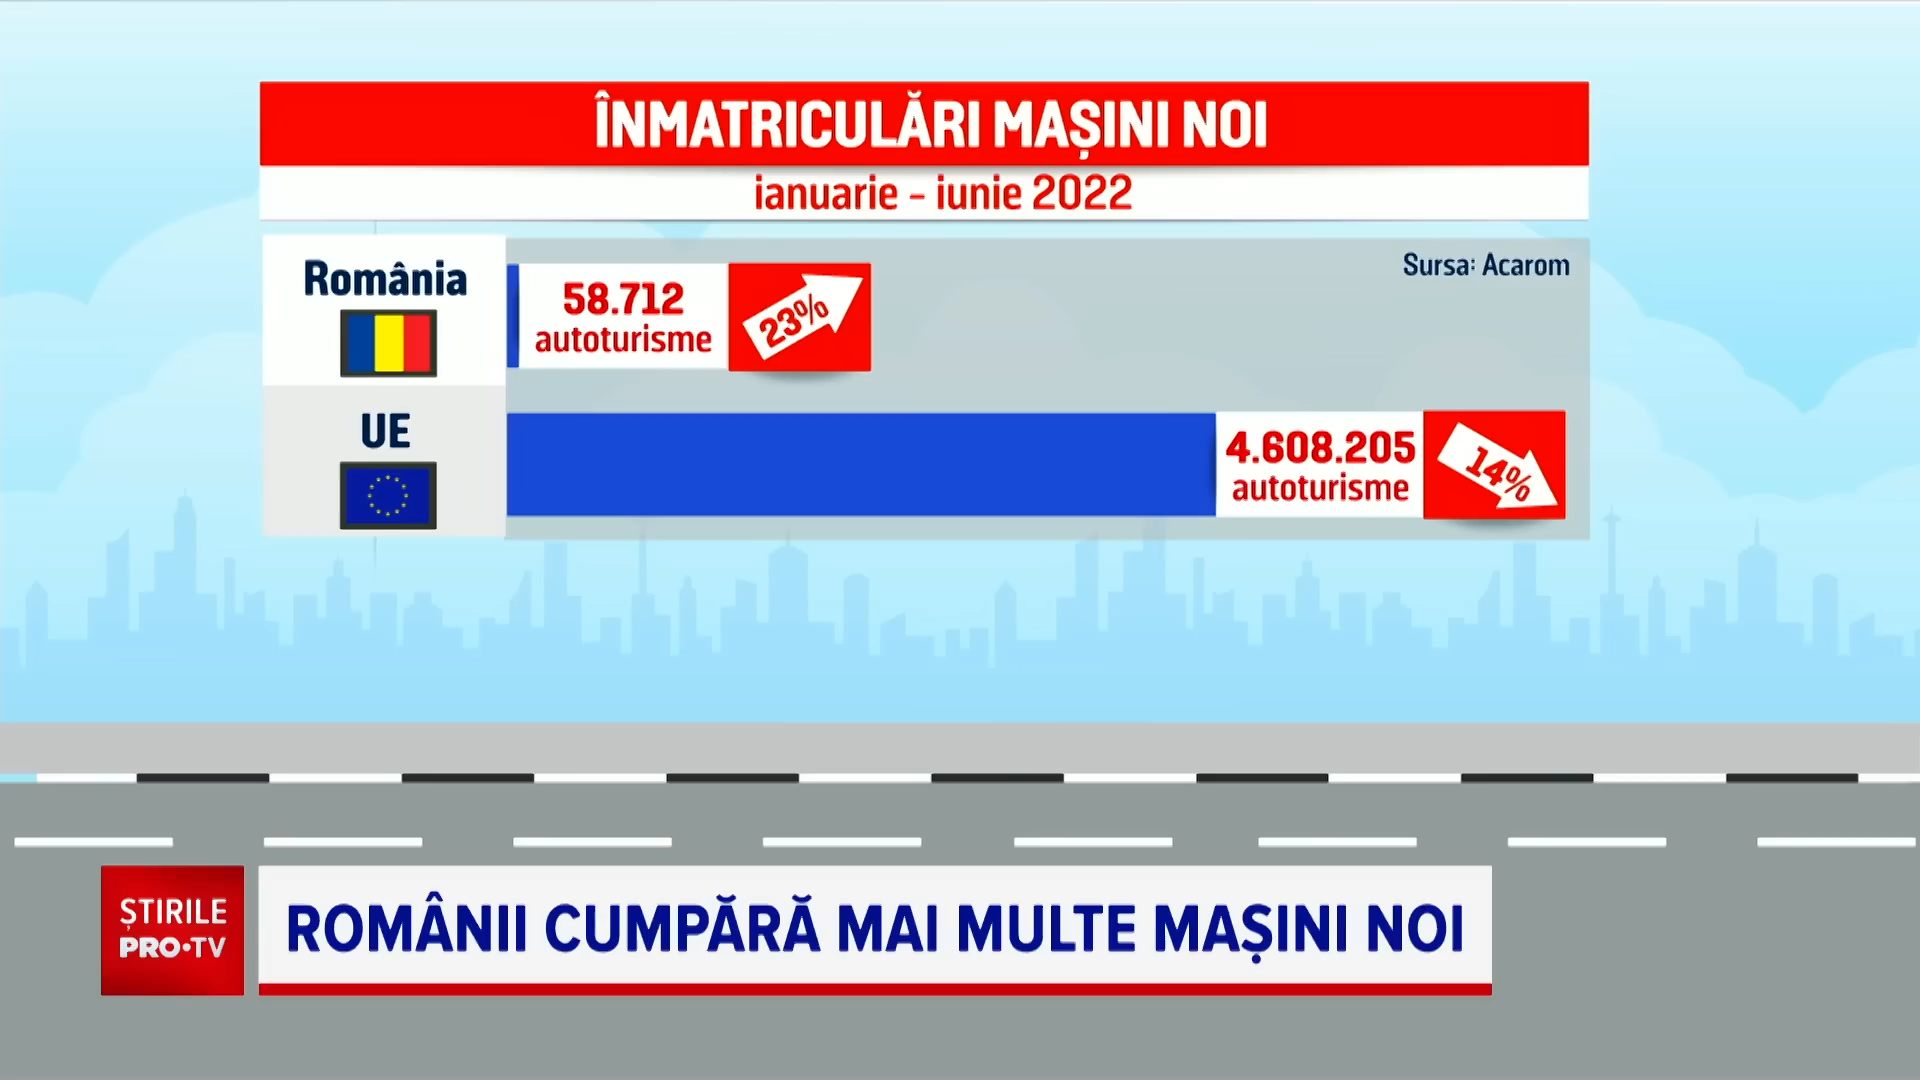 ÎNMATRICULĂRI MAȘINI NOI
ianuarie - iunie 2022
Sursa: Acarom
România
58.712
autoturisme
23%
UE
4.608.205
autoturisme
14%
ȘTIRILE
PRO•TV
ROMÂNII CUMPĂRĂ MAI MULTE MAȘINI NOI